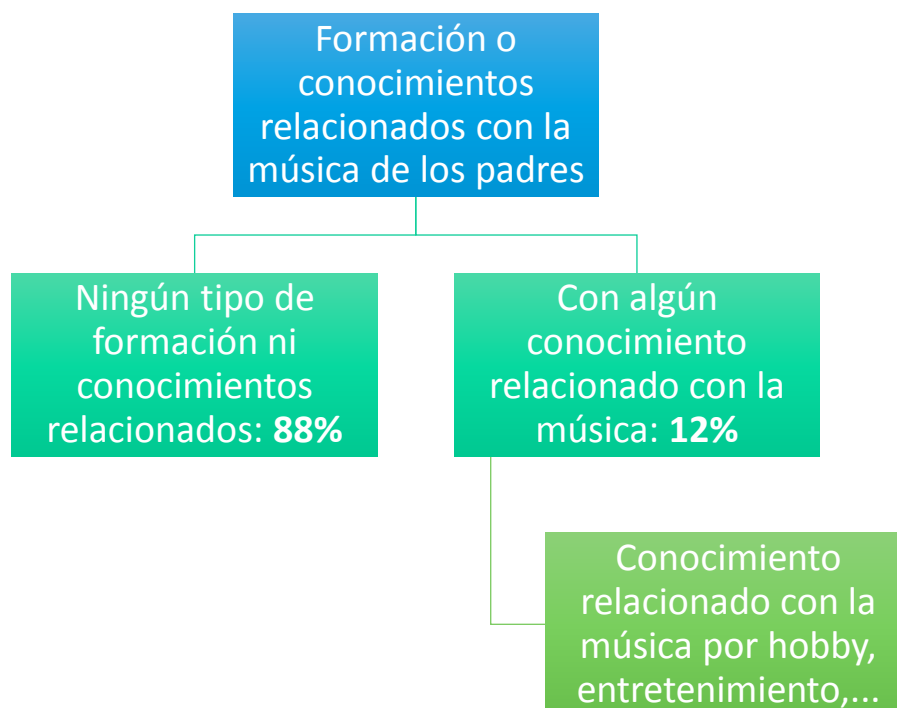 Formación o
conocimientos
relacionados con la
música de los padres
Ningún tipo de
formación ni
conocimientos
relacionados: 88%
Con algún
conocimiento
relacionado con la
música: 12%
Conocimiento
relacionado con la
música por hobby,
entretenimiento,...